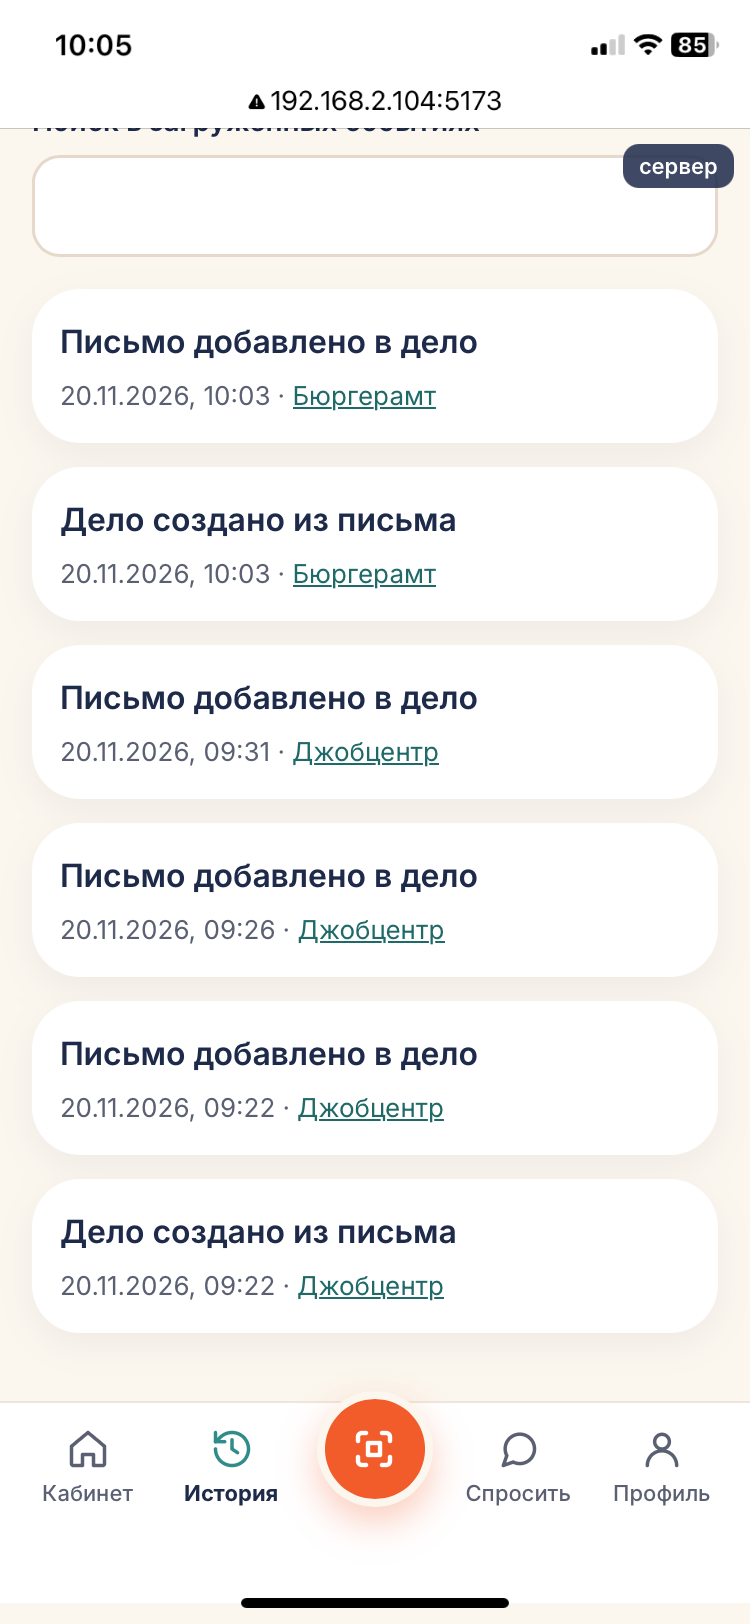 10:05
85
192.168.2.104:5173
Поиск в загруженных событиях
сервер
Письмо добавлено в дело
20.11.2026, 10:03 · Бюргерамт
Дело создано из письма
20.11.2026, 10:03 · Бюргерамт
Письмо добавлено в дело
20.11.2026, 09:31 · Джобцентр
Письмо добавлено в дело
20.11.2026, 09:26 · Джобцентр
Письмо добавлено в дело
20.11.2026, 09:22 · Джобцентр
Дело создано из письма
20.11.2026, 09:22 · Джобцентр
Кабинет
История
Спросить
Профиль